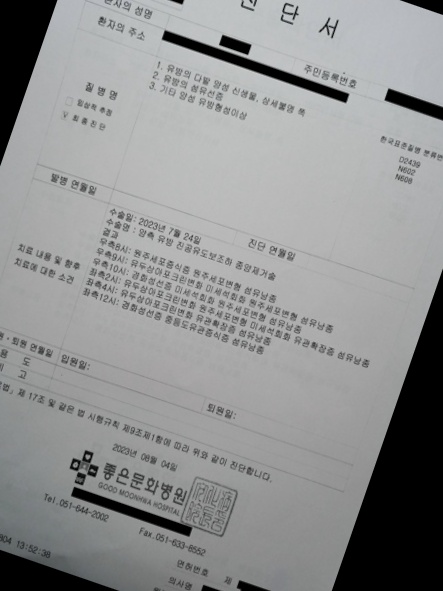 진 단 서
환자의 성명
환자의 주소
주민등록번호
질 병 명
임상적 추정
V 최 종 진 단
1. 유방의 다발 양성 신생물, 상세불명 쪽
2. 유방의 섬유선증
3. 기타 양성 유방형성이상
한국표준질병 분류번
D2439
N602
N608
발병 연월일
진단 연월일
치료 내용 및 향후
치료에 대한 소견
수술일: 2023년 7월 24일
수술명 : 양측 유방 진공유도보조하 종양제거술
결과
우측8시: 원주세포증식증 원주세포변형 섬유낭종
우측9시: 유두상아포크린변화 미세석회화 원주세포변형 섬유낭종
우측10시: 경화성선증 미세석회화 원주세포변형 섬유낭종
좌측2시: 유두상아포크린변화 원주세포변형 미세석회화 유관확장증 섬유낭종
좌측4시: 유두상아포크린변화 유관확장증 섬유낭종
좌측12시: 경화성선증 중등도유관증식증 섬유낭종
원 · 퇴원 연월일
입원일:
퇴원일:
용 도
비 고
법」 제 17조 및 같은 법 시행규칙 제9조제1항에 따라 위와 같이 진단합니다.
2023년 08월 04일
좋은문화병원
GOOD MOONHWA HOSPITAL
Tel.051-644-2002
Fax.051-633-8552
804 13:52:38
면허번호 제
의사명